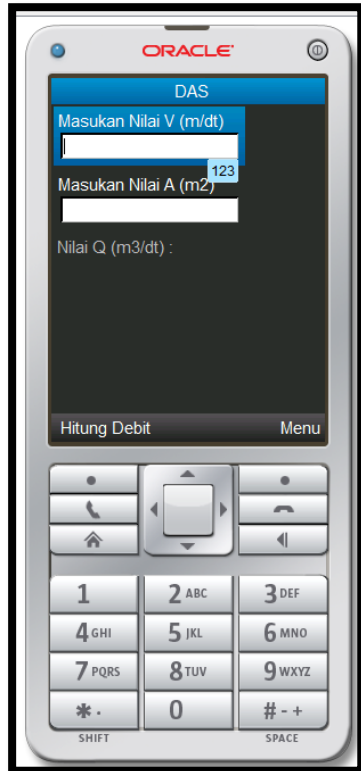 ORACLE
DAS
Masukan Nilai V (m/dt)
123
Masukan Nilai A (m2)
Nilai Q (m3/dt) :
Hitung Debit Menu
1 2 ABC 3 DEF
4 GHI 5 JKL 6 MNO
7 PQRS 8 TUV 9 WXYZ
* . 0 # - +
SHIFT SPACE